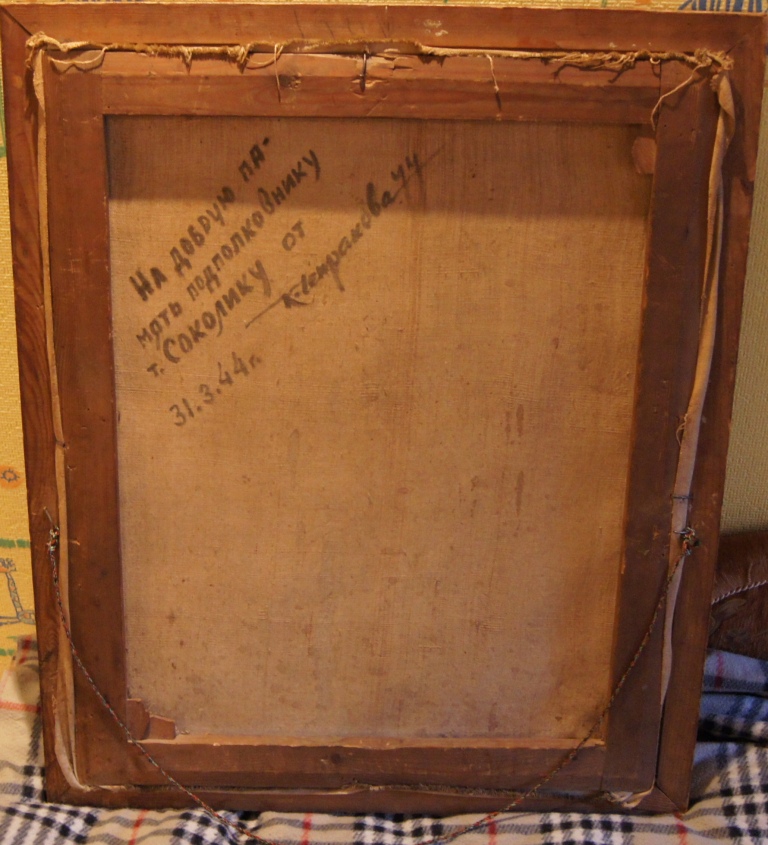 На добрую па-
мять подполковнику
т. Соколику от
31.3.44г.